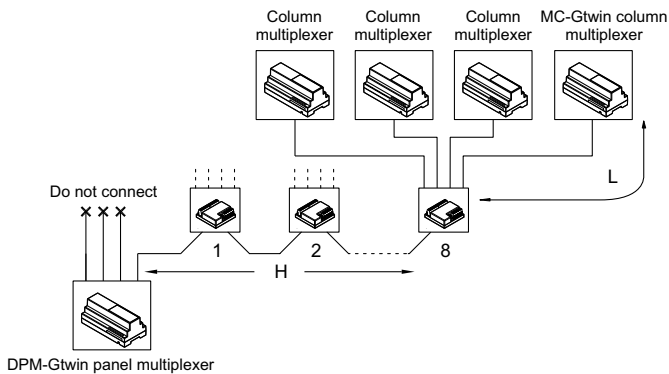 Column multiplexer
Column multiplexer
Column multiplexer
MC-Gtwin column multiplexer
L
Do not connect
1
2
8
H
DPM-Gtwin panel multiplexer